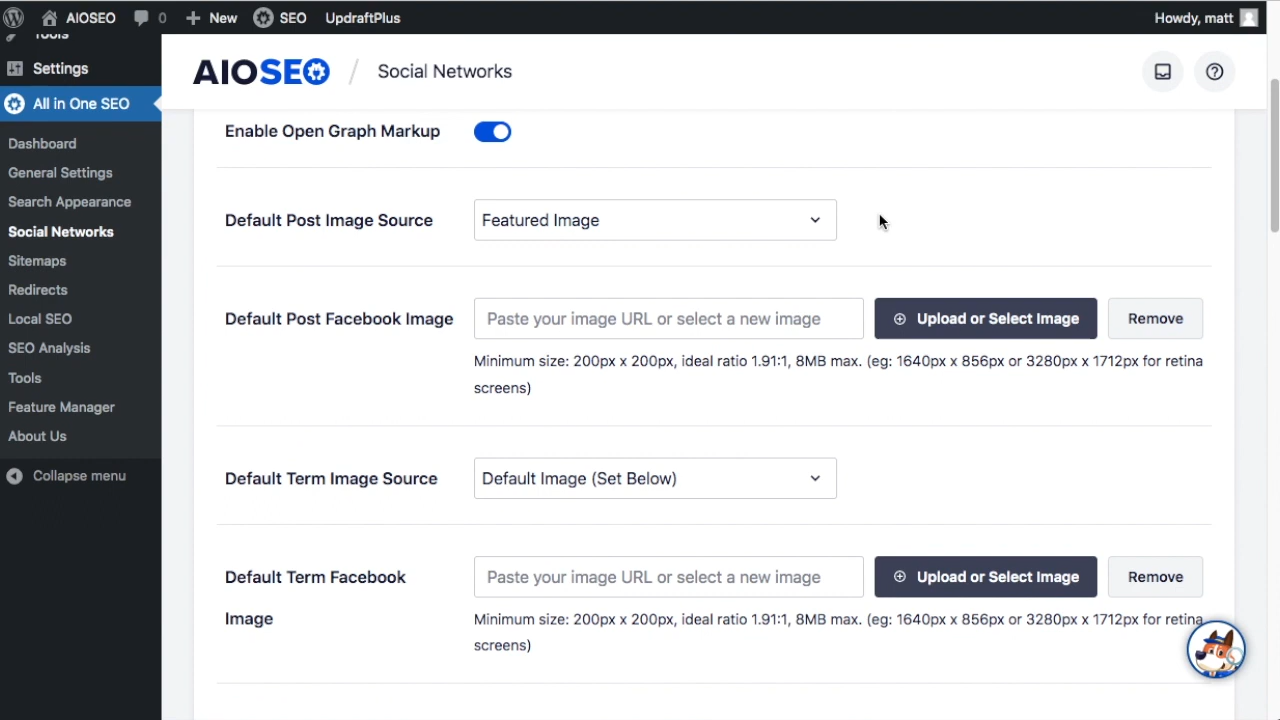 AIOSEO 0 New SEO UpdraftPlus Howdy, matt
Tools
Settings
All in One SEO
Dashboard
General Settings
Search Appearance
Social Networks
Sitemaps
Redirects
Local SEO
SEO Analysis
Tools
Feature Manager
About Us
Collapse menu
AIOSEO / Social Networks
Enable Open Graph Markup
Default Post Image Source Featured Image
Default Post Facebook Image Paste your image URL or select a new image Upload or Select Image Remove
Minimum size: 200px x 200px, ideal ratio 1.91:1, 8MB max. (eg: 1640px x 856px or 3280px x 1712px for retina
screens)
Default Term Image Source Default Image (Set Below)
Default Term Facebook Paste your image URL or select a new image Upload or Select Image Remove
Image Minimum size: 200px x 200px, ideal ratio 1.91:1, 8MB max. (eg: 1640px x 856px or 3280px x 1712px for retina
screens)